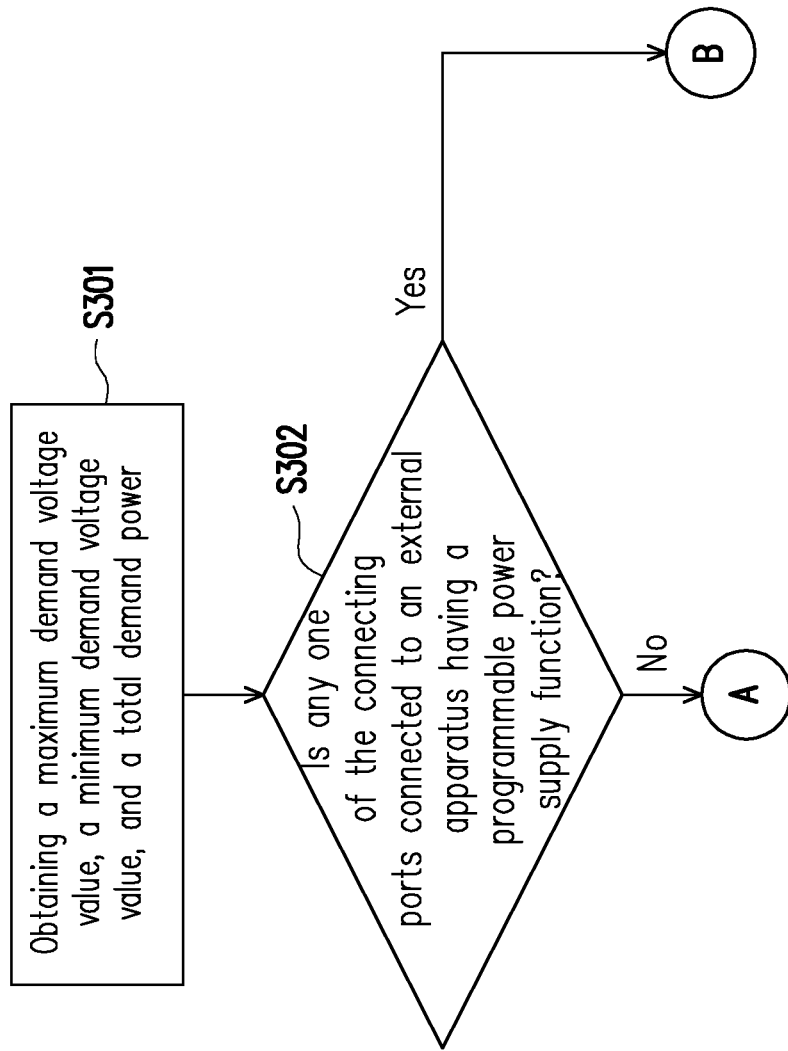 Obtaining a maximum demand voltage
value, a minimum demand voltage
value, and a total demand power
S301
Is any one
of the connecting
ports connected to an external
apparatus having a
programmable power
supply function?
S302
Yes
No
A
B